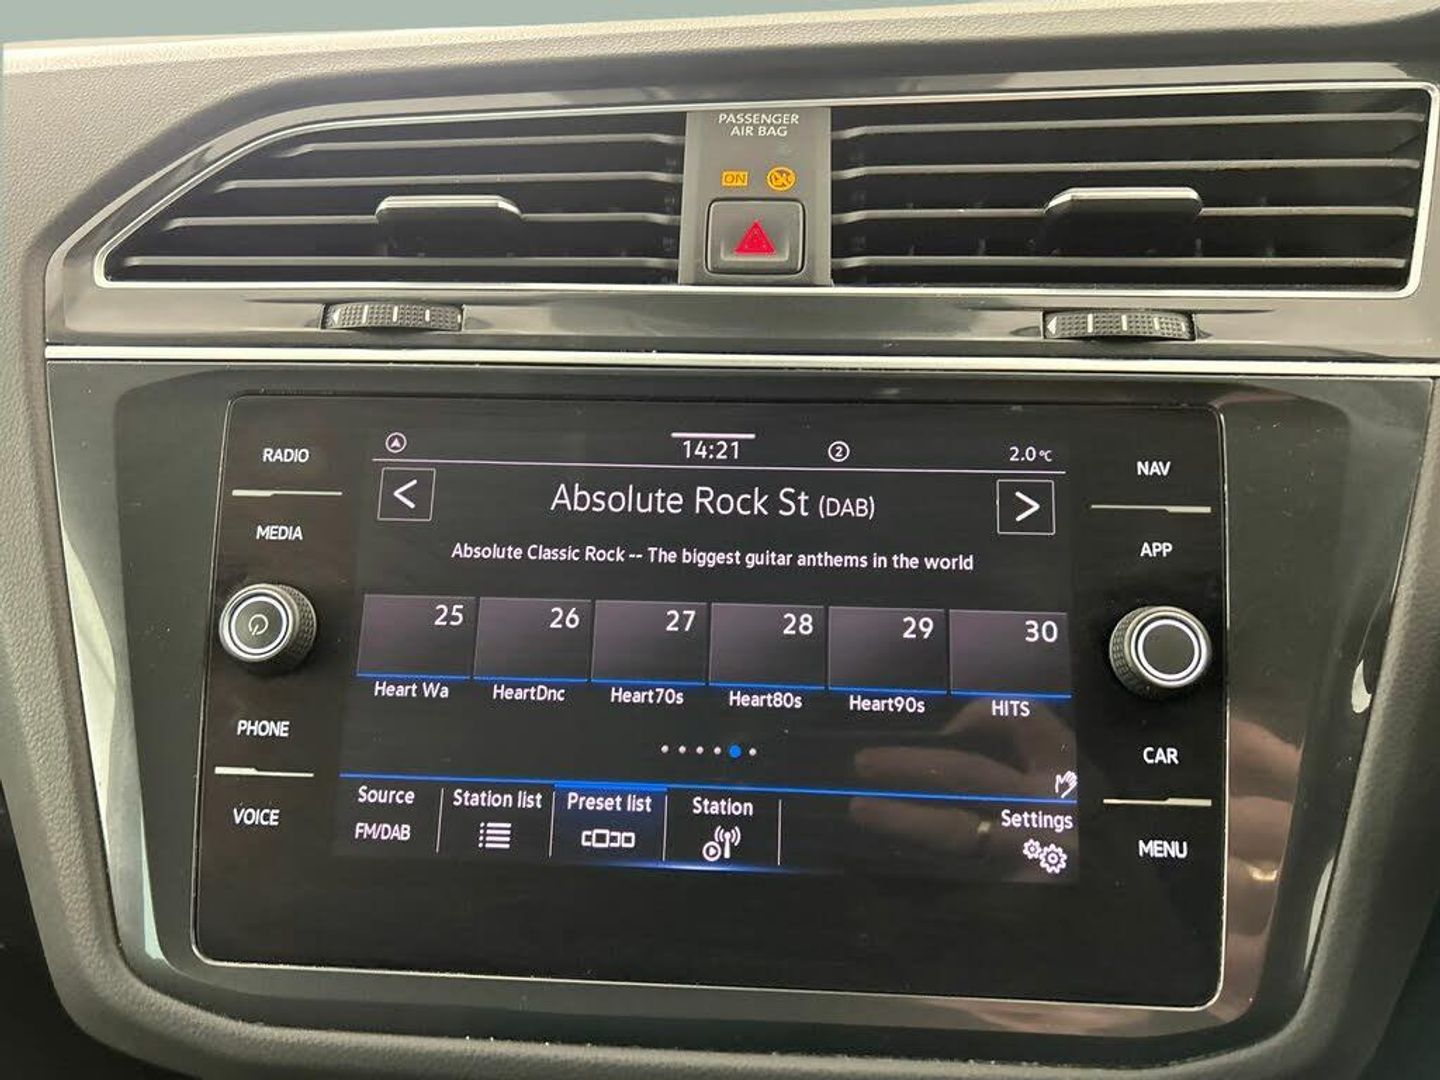 PASSENGER
AIR BAG
ON
RADIO
MEDIA
PHONE
VOICE
14:21
2
2.0°C
<
Absolute Rock St (DAB)
>
Absolute Classic Rock -- The biggest guitar anthems in the world
25 26 27 28 29 30
Heart Wa HeartDnc Heart70s Heart80s Heart90s HITS
Source
FM/DAB
Station list
Preset list
Station
Settings
NAV
APP
CAR
MENU